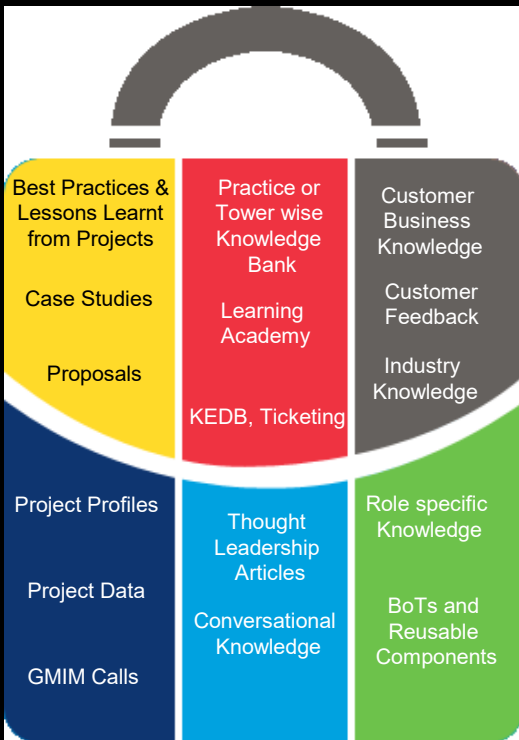 Best Practices &
Lessons Learnt
from Projects
Case Studies
Proposals
Practice or
Tower wise
Knowledge
Bank
Learning
Academy
KEDB, Ticketing
Customer
Business
Knowledge
Customer
Feedback
Industry
Knowledge
Project Profiles
Project Data
GMIM Calls
Thought
Leadership
Articles
Conversational
Knowledge
Role specific
Knowledge
BoTs and
Reusable
Components